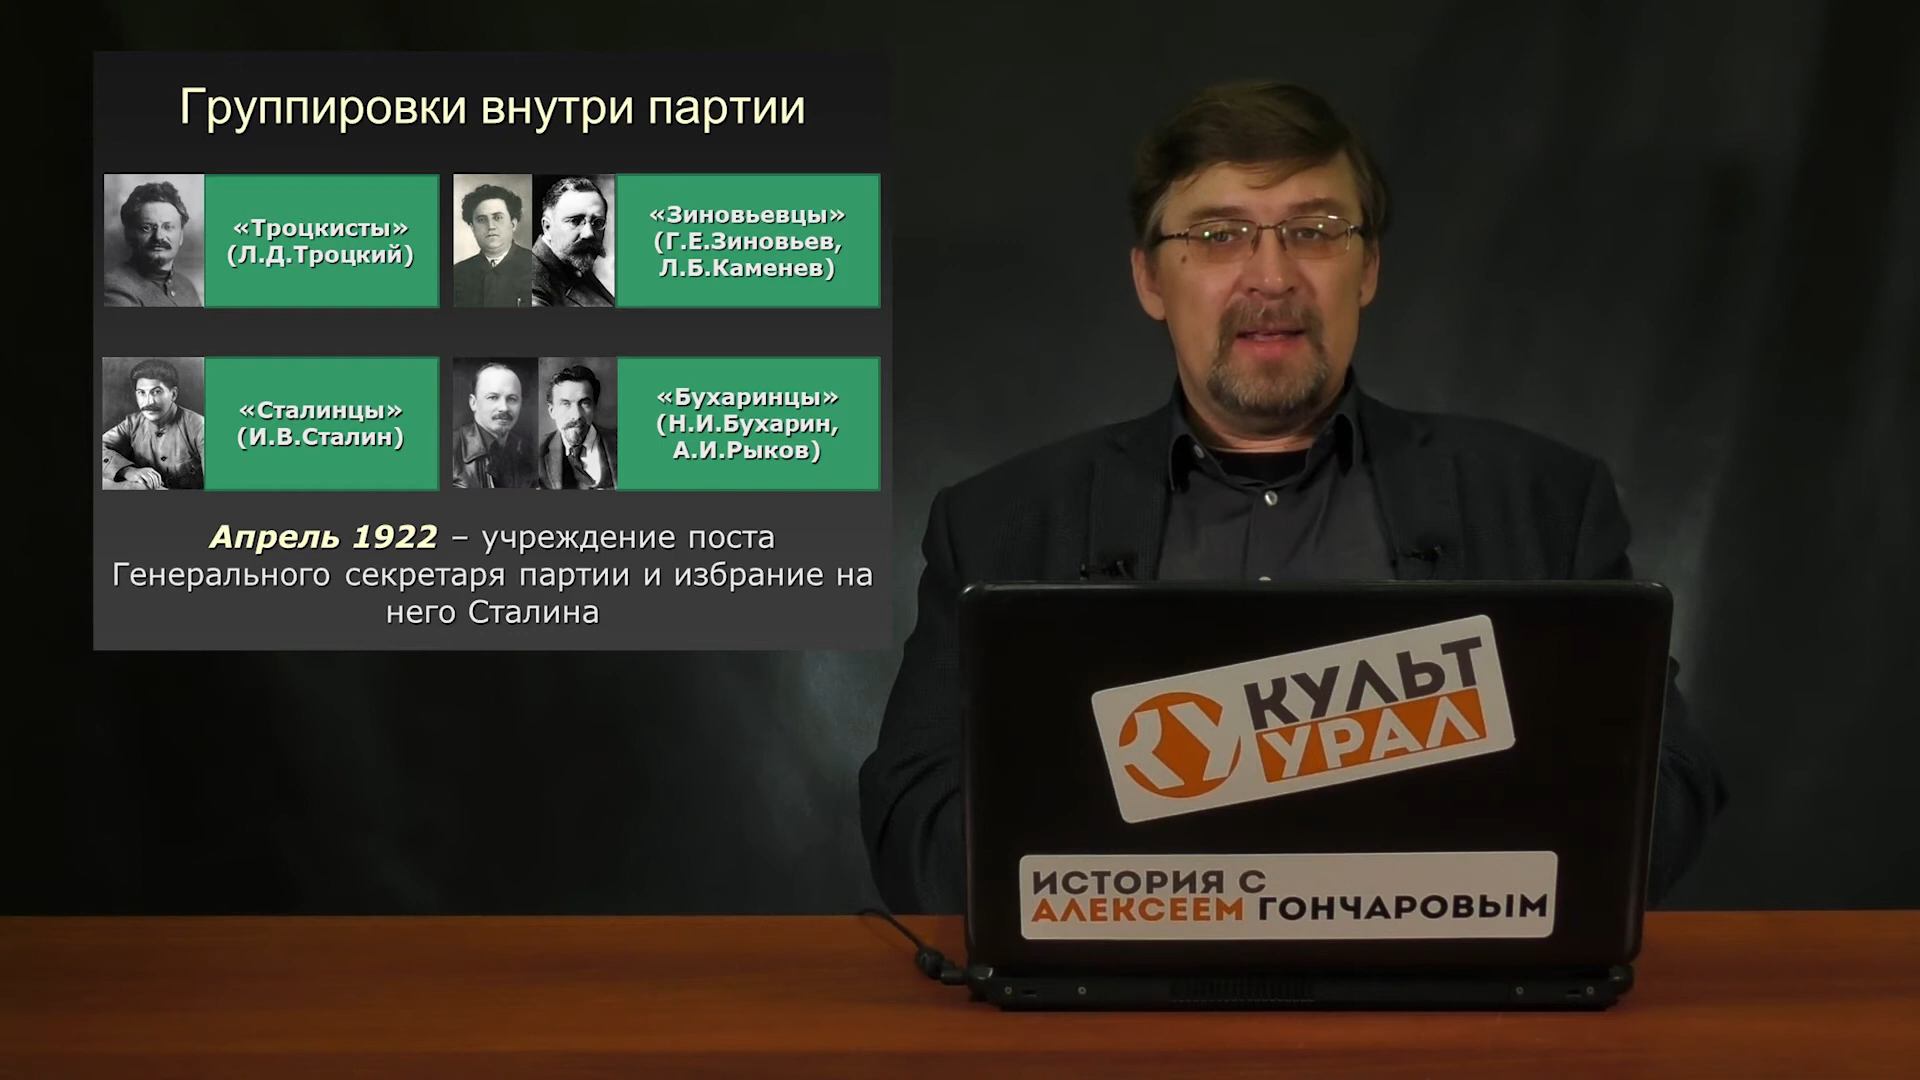 Группировки внутри партии
«Троцкисты»
(Л.Д.Троцкий)
«Зиновьевцы»
(Г.Е.Зиновьев,
Л.Б.Каменев)
«Сталинцы»
(И.В.Сталин)
«Бухаринцы»
(Н.И.Бухарин,
А.И.Рыков)
Апрель 1922 – учреждение поста
Генерального секретаря партии и избрание на
него Сталина
КУ
КУЛЬТ
УРАЛ
ИСТОРИЯ С
АЛЕКСЕЕМ ГОНЧАРОВЫМ